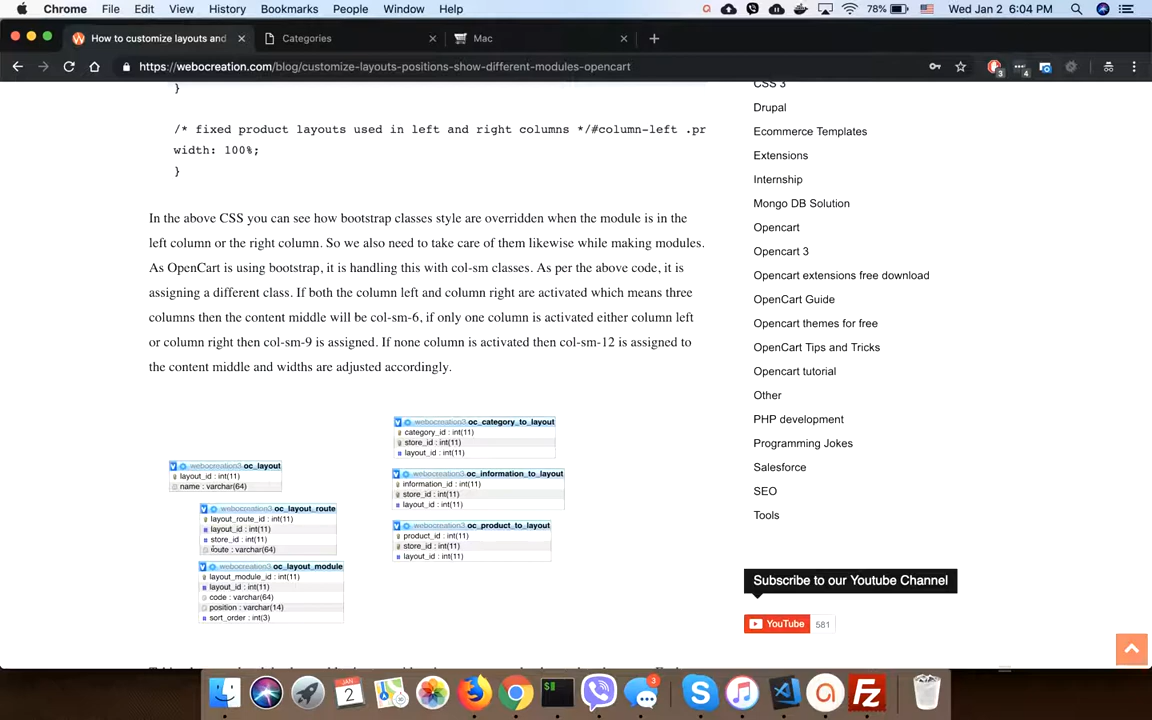 Chrome File Edit View History Bookmarks People Window Help 78% Wed Jan 2 6:04 PM
How to customize layouts and
Categories
Mac
https://webocreation.com/blog/customize-layouts-positions-show-different-modules-opencart
3
4
}
/* fixed product layouts used in left and right columns */#column-left .pr
width: 100%;
}
In the above CSS you can see how bootstrap classes style are overridden when the module is in the
left column or the right column. So we also need to take care of them likewise while making modules.
As OpenCart is using bootstrap, it is handling this with col-sm classes. As per the above code, it is
assigning a different class. If both the column left and column right are activated which means three
columns then the content middle will be col-sm-6, if only one column is activated either column left
or column right then col-sm-9 is assigned. If none column is activated then col-sm-12 is assigned to
the content middle and widths are adjusted accordingly.
webocreation3 oc_layout
layout_id : int(11)
name : varchar(64)
webocreation3 oc_layout_route
layout_route_id : int(11)
layout_id : int(11)
store_id : int(11)
route : varchar(64)
webocreation3 oc_layout_module
layout_module_id : int(11)
layout_id : int(11)
code : varchar(64)
position : varchar(14)
sort_order : int(3)
webocreation3 oc_category_to_layout
category_id : int(11)
store_id : int(11)
layout_id : int(11)
webocreation3 oc_information_to_layout
information_id : int(11)
store_id : int(11)
layout_id : int(11)
webocreation3 oc_product_to_layout
product_id : int(11)
store_id : int(11)
layout_id : int(11)
CSS 3
Drupal
Ecommerce Templates
Extensions
Internship
Mongo DB Solution
Opencart
Opencart 3
Opencart extensions free download
OpenCart Guide
Opencart themes for free
OpenCart Tips and Tricks
Opencart tutorial
Other
PHP development
Programming Jokes
Salesforce
SEO
Tools
Subscribe to our Youtube Channel
YouTube 581
JAN
2
3